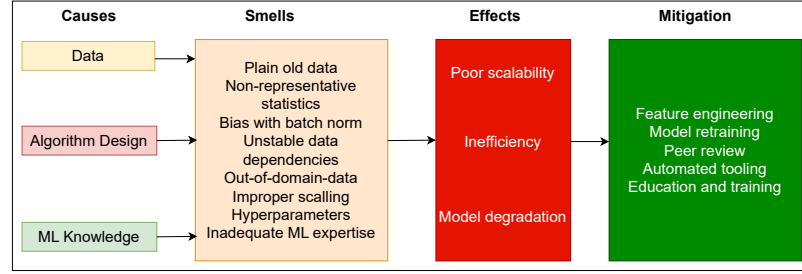 Causes
Smells
Effects
Mitigation
Data
Algorithm Design
ML Knowledge
Plain old data
Non-representative
statistics
Bias with batch norm
Unstable data
dependencies
Out-of-domain-data
Improper scalling
Hyperparameters
Inadequate ML expertise
Poor scalability
Inefficiency
Model degradation
Feature engineering
Model retraining
Peer review
Automated tooling
Education and training